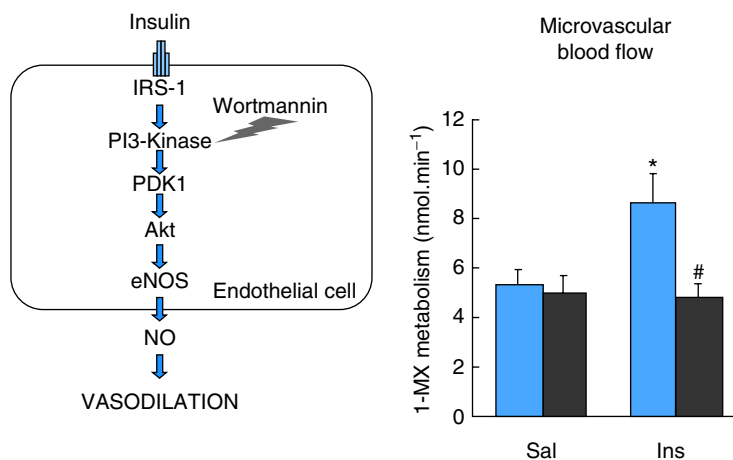 Insulin
IRS-1
Wortmannin
PI3-Kinase
PDK1
Akt
eNOS
Endothelial cell
NO
VASODILATION
Microvascular
blood flow
1-MX metabolism (nmol.min⁻¹)
12
10
8
6
4
2
0
*
#
Sal
Ins